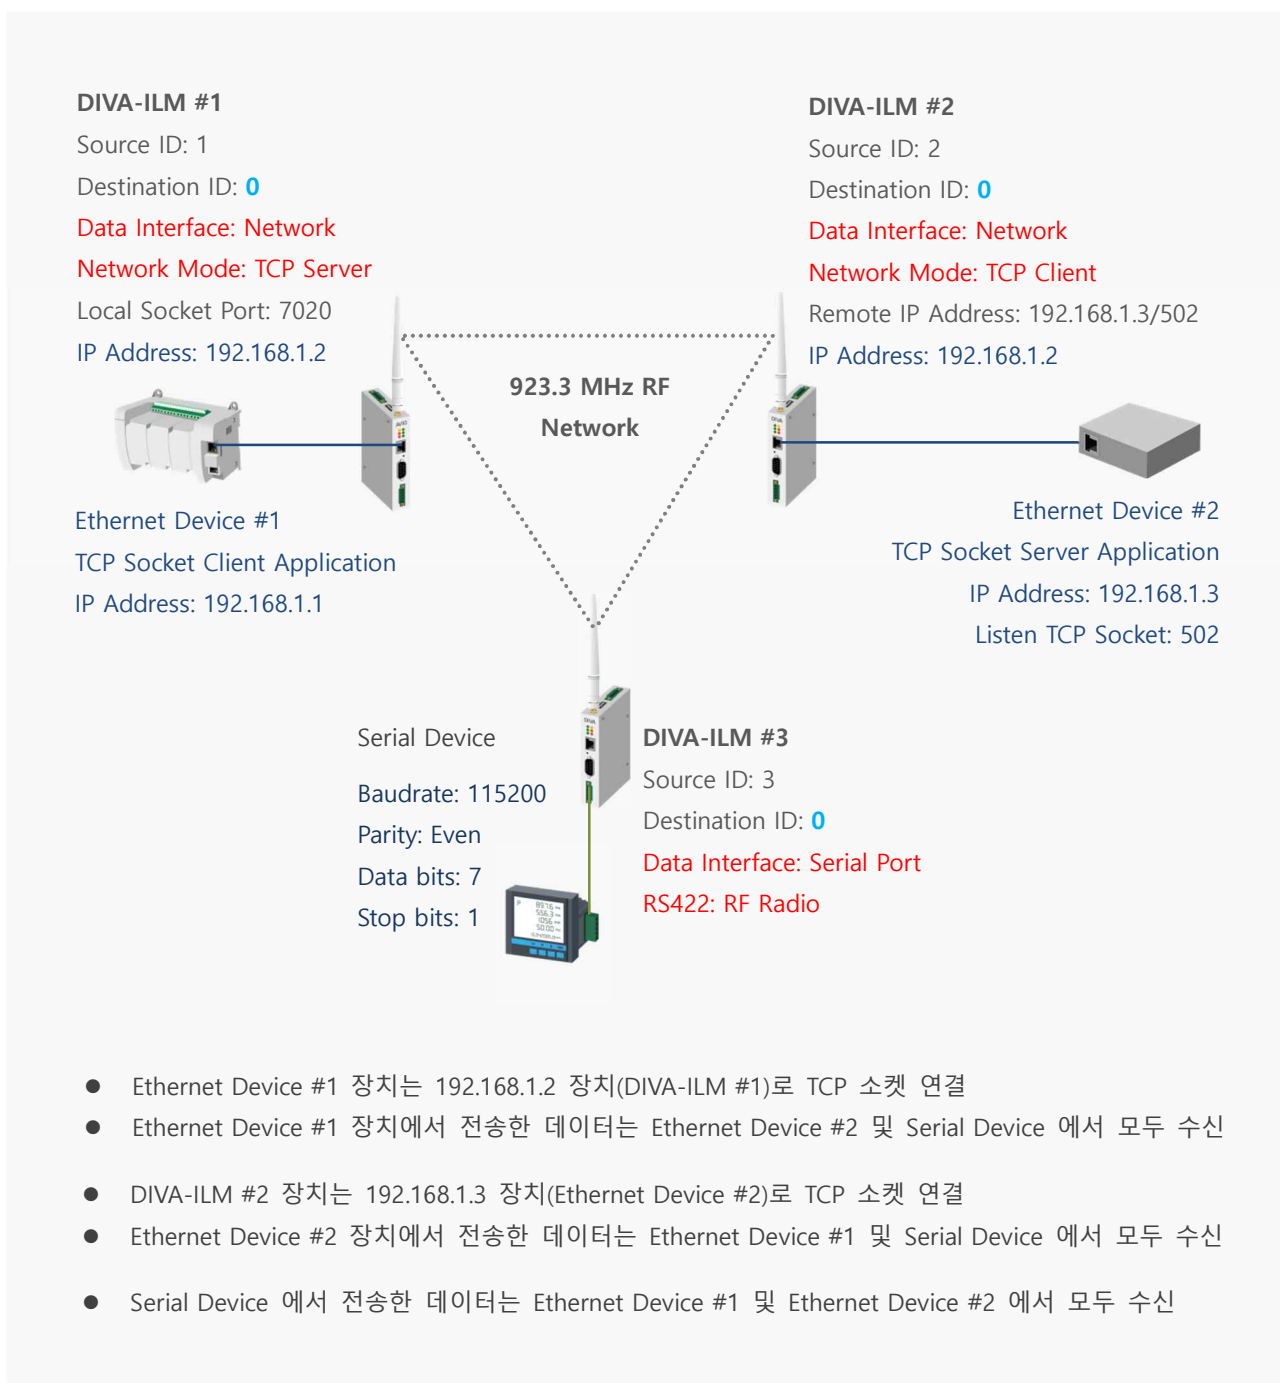 DIVA-ILM #1
Source ID: 1
Destination ID: 0
Data Interface: Network
Network Mode: TCP Server
Local Socket Port: 7020
IP Address: 192.168.1.2
DIVA-ILM #2
Source ID: 2
Destination ID: 0
Data Interface: Network
Network Mode: TCP Client
Remote IP Address: 192.168.1.3/502
IP Address: 192.168.1.2
923.3 MHz RF
Network
Ethernet Device #1
TCP Socket Client Application
IP Address: 192.168.1.1
Ethernet Device #2
TCP Socket Server Application
IP Address: 192.168.1.3
Listen TCP Socket: 502
DIVA
DIVA
Serial Device
Baudrate: 115200
Parity: Even
Data bits: 7
Stop bits: 1
DIVA-ILM #3
Source ID: 3
Destination ID: 0
Data Interface: Serial Port
RS422: RF Radio
● Ethernet Device #1 장치는 192.168.1.2 장치(DIVA-ILM #1)로 TCP 소켓 연결
● Ethernet Device #1 장치에서 전송한 데이터는 Ethernet Device #2 및 Serial Device 에서 모두 수신
● DIVA-ILM #2 장치는 192.168.1.3 장치(Ethernet Device #2)로 TCP 소켓 연결
● Ethernet Device #2 장치에서 전송한 데이터는 Ethernet Device #1 및 Serial Device 에서 모두 수신
● Serial Device 에서 전송한 데이터는 Ethernet Device #1 및 Ethernet Device #2 에서 모두 수신